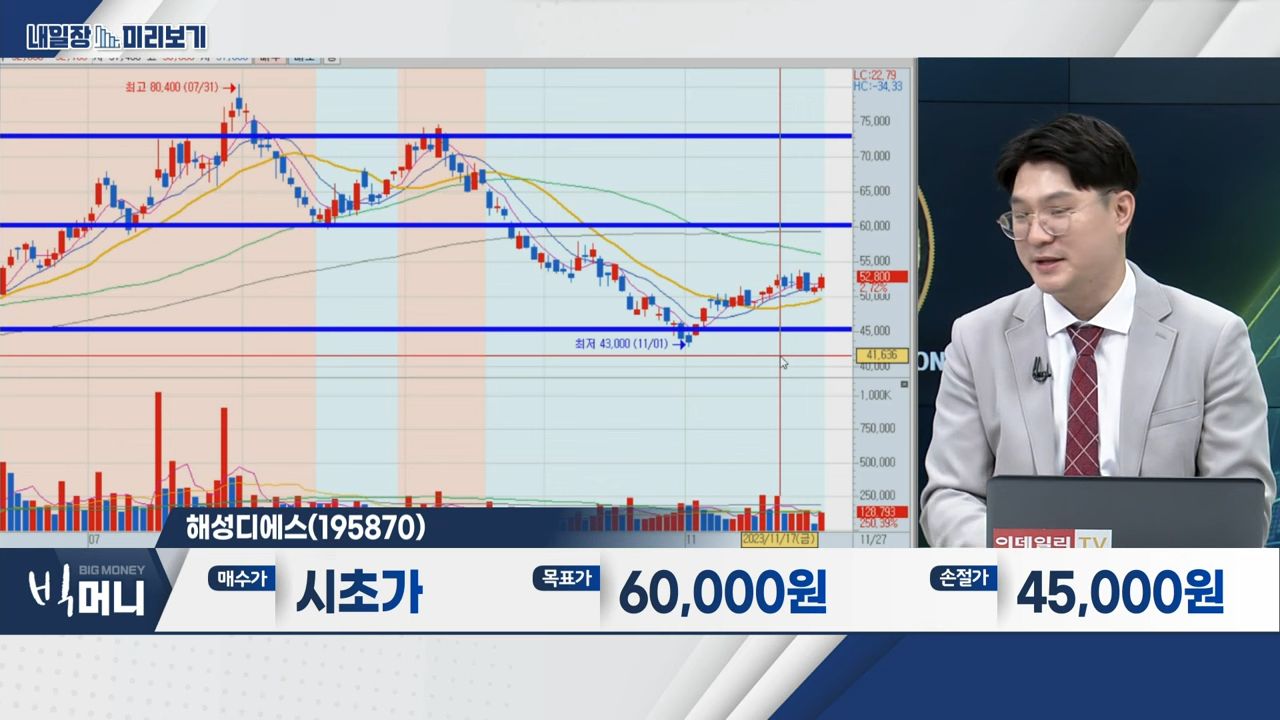 내일장 미리보기
LC:22.79
HC:-34.33
최고 80,400 (07/31)
75,000
70,000
65,000
60,000
55,000
52,800
2.72%
50,000
45,000
최저 43,000 (11/01)
41,636
40,000
1,000K
750,000
500,000
250,000
128,793
250.39%
07
11
2023/11/17(금)
11/27
ON
해성디에스(195870)
이데일리 TV
빅머니
BIG MONEY
매수가
시초가
목표가
60,000원
손절가
45,000원